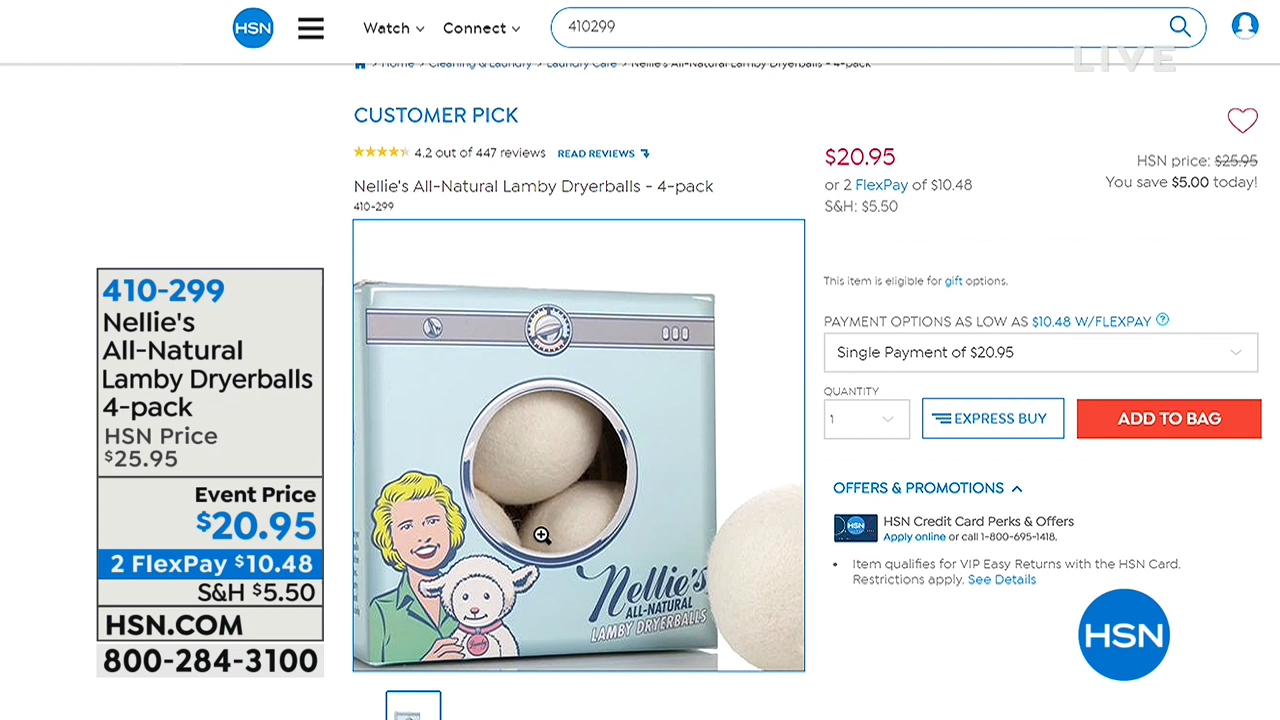 HSN
Watch
Connect
410299
LIVE
Home > Cleaning & Laundry > Laundry Care > Nellie's All-Natural Lamby Dryerballs - 4-pack
CUSTOMER PICK
4.2 out of 447 reviews READ REVIEWS
Nellie's All-Natural Lamby Dryerballs - 4-pack
410-299
$20.95
or 2 FlexPay of $10.48
S&H: $5.50
HSN price: $25.95
You save $5.00 today!
This item is eligible for gift options.
PAYMENT OPTIONS AS LOW AS $10.48 W/FLEXPAY ?
Single Payment of $20.95
QUANTITY
1
EXPRESS BUY
ADD TO BAG
OFFERS & PROMOTIONS
HSN
HSN Credit Card Perks & Offers
Apply online or call 1-800-695-1418.
• Item qualifies for VIP Easy Returns with the HSN Card.
Restrictions apply. See Details
HSN
Nellie's
ALL-NATURAL
LAMBY DRYERBALLS
410-299
Nellie's
All-Natural
Lamby Dryerballs
4-pack
HSN Price
$25.95
Event Price
$20.95
2 FlexPay $10.48
S&H $5.50
HSN.COM
800-284-3100